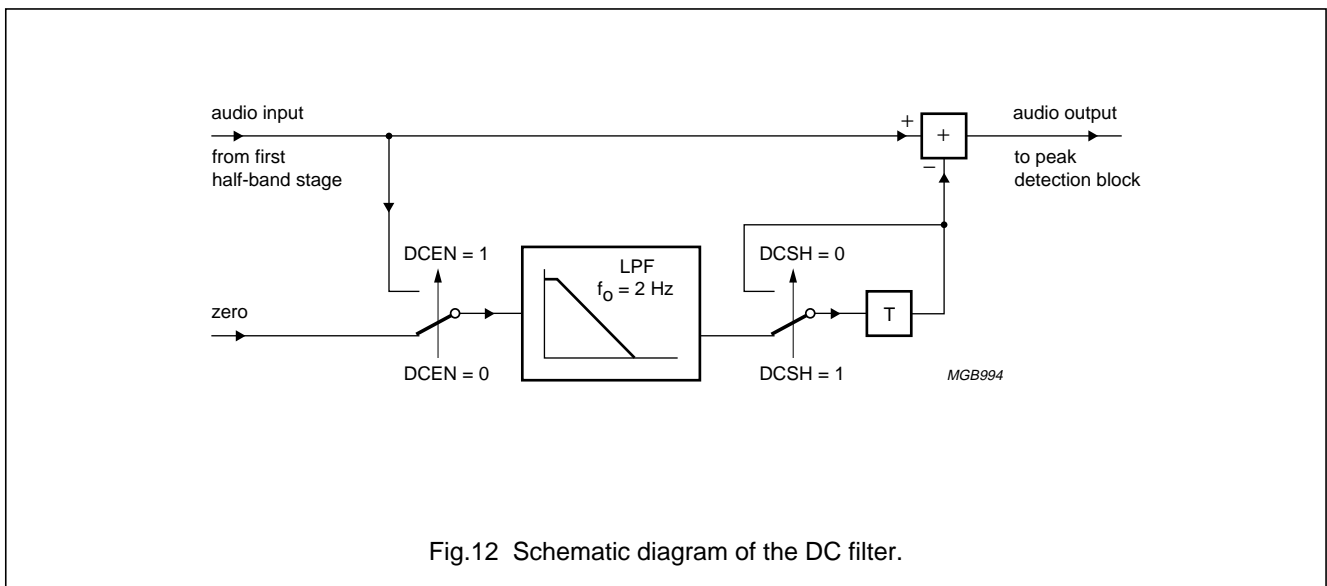 audio input
from first
half-band stage
+
+
−
audio output
to peak
detection block
DCEN = 1
LPF
fo = 2 Hz
DCSH = 0
zero
T
DCEN = 0
DCSH = 1
MGB994
Fig.12 Schematic diagram of the DC filter.